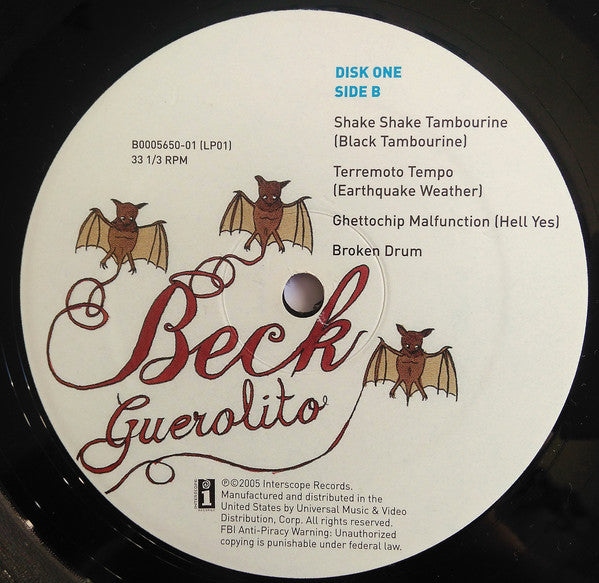 DISK ONE
SIDE B
Shake Shake Tambourine
(Black Tambourine)
Terremoto Tempo
(Earthquake Weather)
Ghettochip Malfunction (Hell Yes)
Broken Drum
B0005650-01 (LP01)
33 1/3 RPM
Beck
Guerolito
℗©2005 Interscope Records.
Manufactured and distributed in the
United States by Universal Music & Video
Distribution, Corp. All rights reserved.
FBI Anti-Piracy Warning: Unauthorized
copying is punishable under federal law.